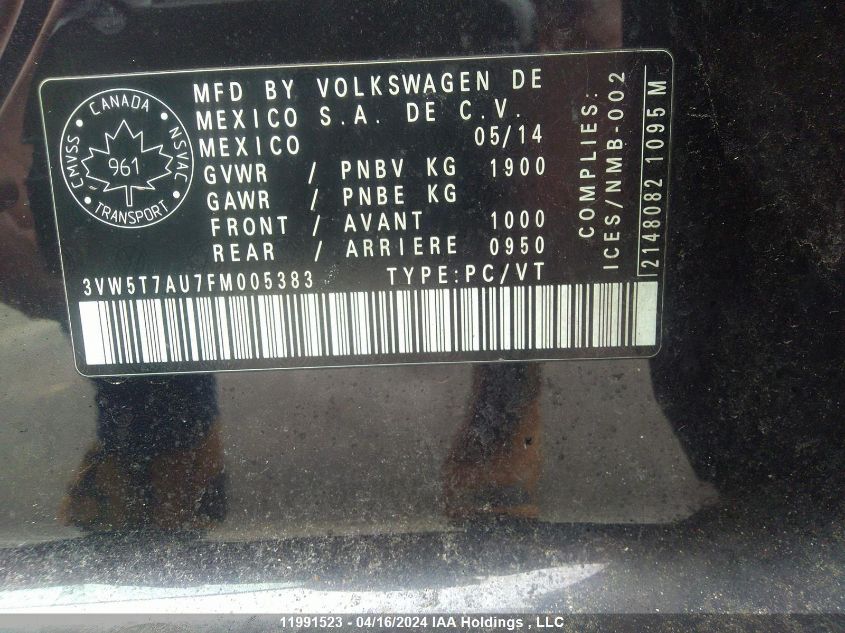 CANADA
CMVSS
NSVAC
961
TRANSPORT
MFD BY VOLKSWAGEN DE
MEXICO S.A. DE C.V.
MEXICO 05/14
GVWR / PNBV KG 1900
GAWR / PNBE KG
FRONT / AVANT 1000
REAR / ARRIERE 0950
3VW5T7AU7FM005383 TYPE:PC/VT
COMPLIES:
ICES/NMB-002
2148082 1095 M
11991523 - 04/16/2024 IAA Holdings , LLC